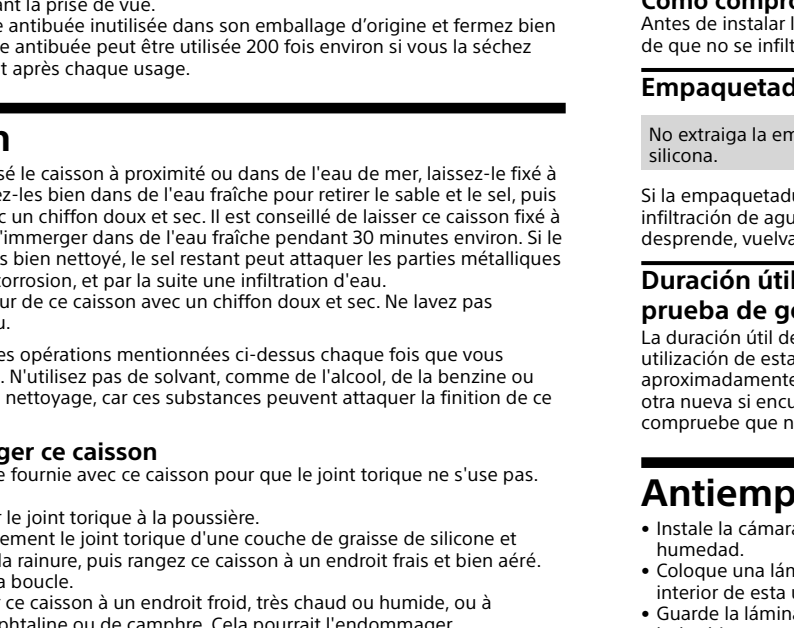 ant la prise de vue.
e antibuée inutilisée dans son emballage d'origine et fermez bien
e antibuée peut être utilisée 200 fois environ si vous la séchez
t après chaque usage.
n
sé le caisson à proximité ou dans de l'eau de mer, laissez-le fixé à
ez-les bien dans de l'eau fraîche pour retirer le sable et le sel, puis
c un chiffon doux et sec. Il est conseillé de laisser ce caisson fixé à
'immerger dans de l'eau fraîche pendant 30 minutes environ. Si le
s bien nettoyé, le sel restant peut attaquer les parties métalliques
corrosion, et par la suite une infiltration d'eau.
ur de ce caisson avec un chiffon doux et sec. Ne lavez pas
u.
es opérations mentionnées ci-dessus chaque fois que vous
. N'utilisez pas de solvant, comme de l'alcool, de la benzine ou
nettoyage, car ces substances peuvent attaquer la finition de ce
ger ce caisson
e fournie avec ce caisson pour que le joint torique ne s'use pas.
r le joint torique à la poussière.
ement le joint torique d'une couche de graisse de silicone et
la rainure, puis rangez ce caisson à un endroit frais et bien aéré.
a boucle.
r ce caisson à un endroit froid, très chaud ou humide, ou à
phtaline ou de camphre. Cela pourrait l'endommager.
Cómo compro
Antes de instalar l
de que no se infilt
Empaquetad
No extraiga la em
silicona.
Si la empaquetadu
infiltración de agu
desprende, vuelva
Duración útil
prueba de go
La duración útil de
utilización de esta
aproximadamente
otra nueva si encu
compruebe que n
Antiemp
• Instale la cámara
humedad.
• Coloque una lám
interior de esta u
• Guarde la lámina